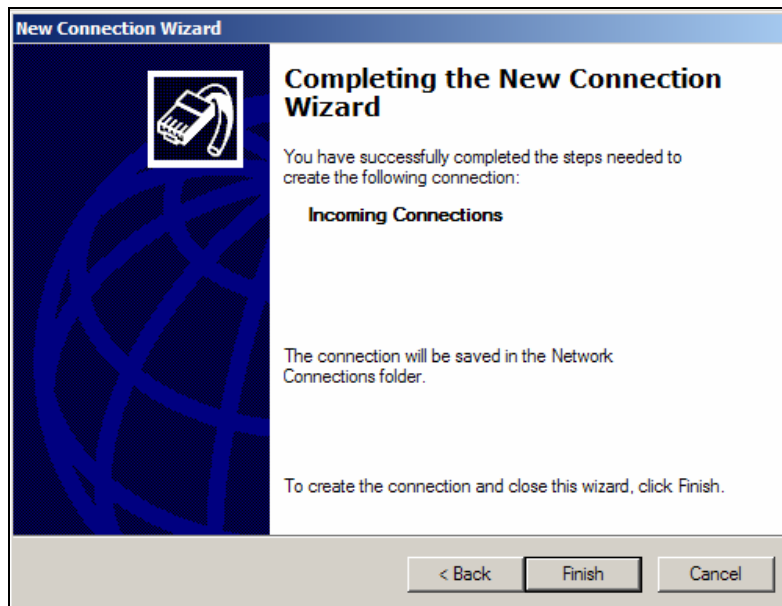 New Connection Wizard
Completing the New Connection
Wizard
You have successfully completed the steps needed to
create the following connection:
Incoming Connections
The connection will be saved in the Network
Connections folder.
To create the connection and close this wizard, click Finish.
< Back Finish Cancel